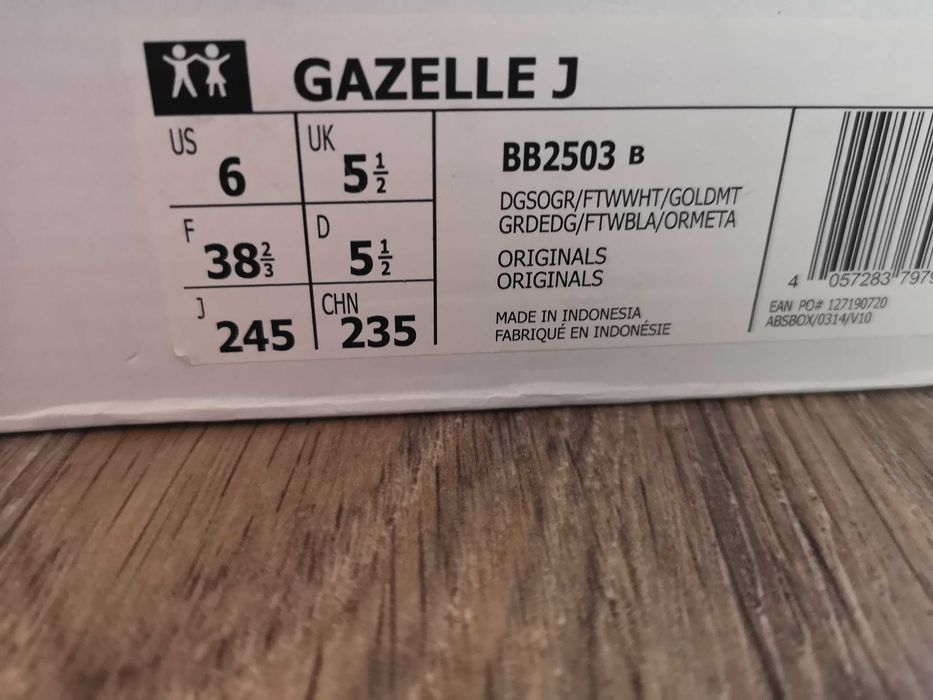 GAZELLE J
US 6
UK 5 1/2
F 38 2/3
D 5 1/2
J 245
CHN 235
BB2503 B
DGSOGR/FTWWHT/GOLDMT
GRDEDG/FTWBLA/ORMETA
ORIGINALS
ORIGINALS
MADE IN INDONESIA
FABRIQUÉ EN INDONÉSIE
4 057283 7979
EAN PO# 127190720
ABSBOX/0314/V10